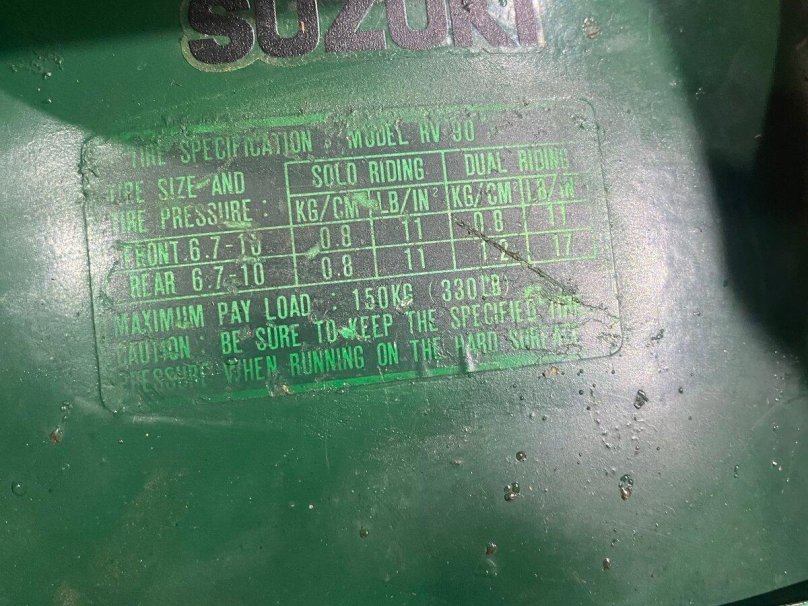 SUZUKI
TIRE SPECIFICATION : MODEL RV 90
TIRE SIZE AND SOLO RIDING DUAL RIDING
TIRE PRESSURE : KG/CM² LB/IN² KG/CM² LB/IN²
FRONT 6.7-10 0.8 11 0.8 11
REAR 6.7-10 0.8 11 1.2 17
MAXIMUM PAY LOAD : 150KG (330LB)
CAUTION : BE SURE TO KEEP THE SPECIFIED TIRE
PRESSURE WHEN RUNNING ON THE HARD SURFACE